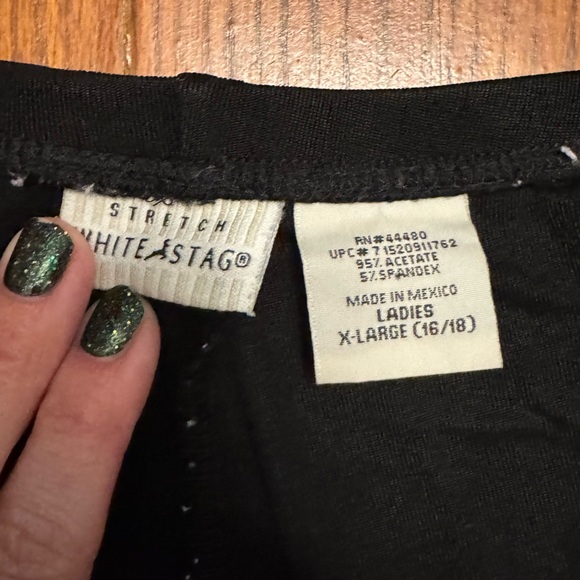 STRETCH
WHITE STAG®
RN#44480
UPC# 71520911762
95% ACETATE
5% SPANDEX
MADE IN MEXICO
LADIES
X-LARGE (16/18)